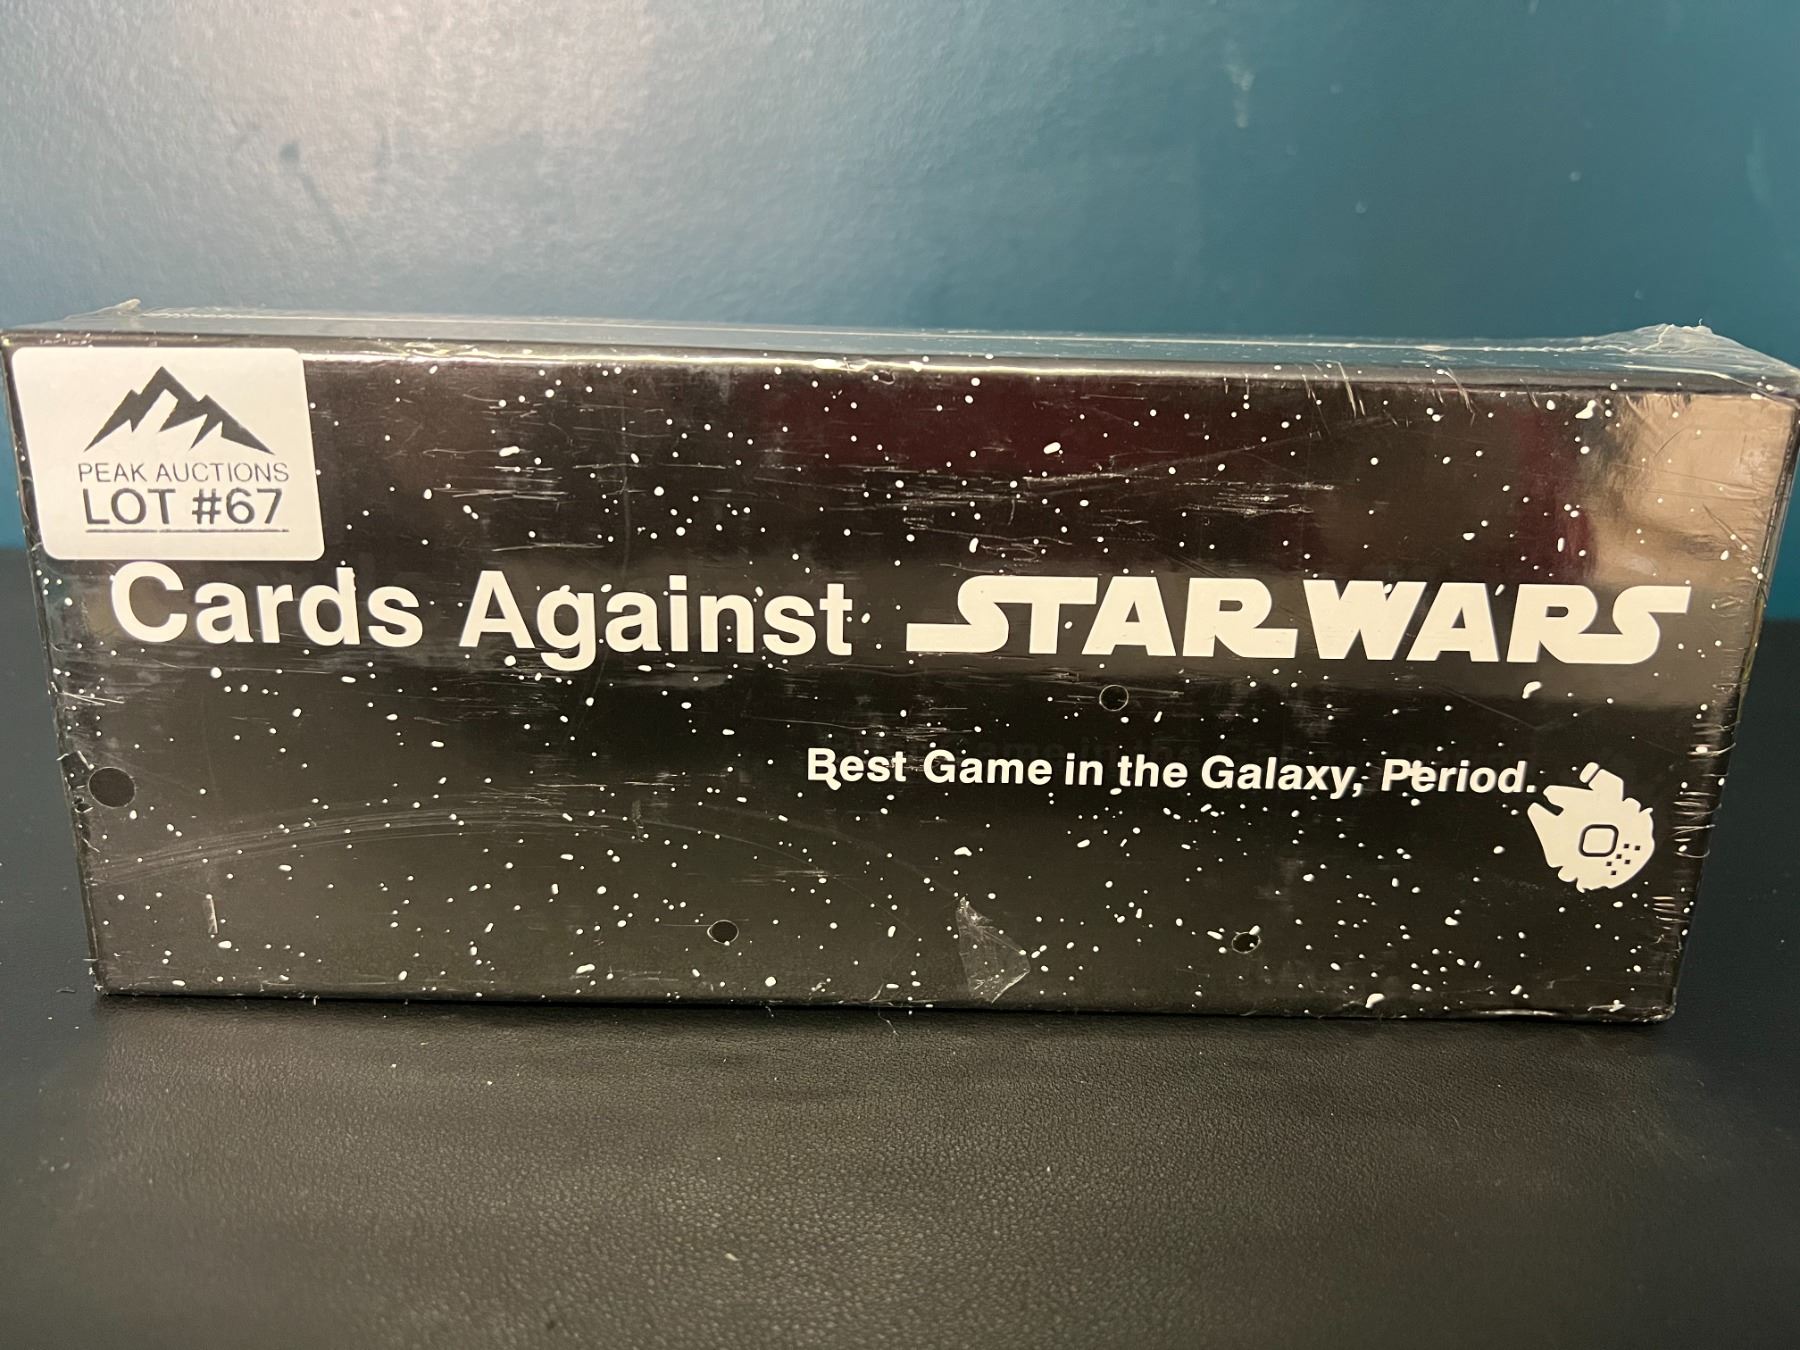 PEAK AUCTIONS
LOT #67
Cards Against STAR WARS
Best Game in the Galaxy, Period.